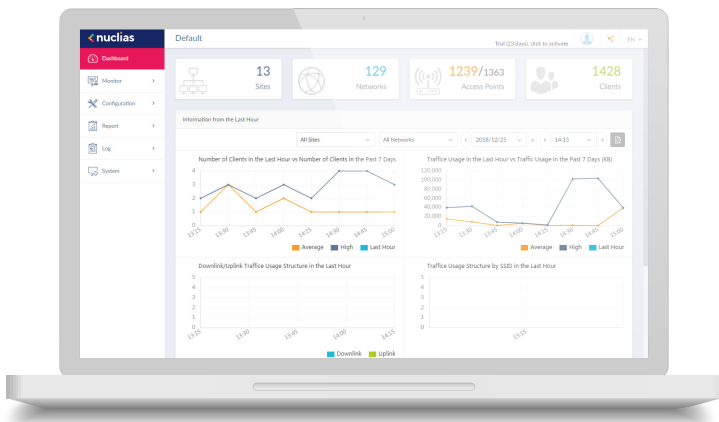 nuclias
Default
Trial (23 days), click to activate
EN
Dashboard
Monitor
Configuration
Report
Log
System
13
Sites
129
Networks
1239/1363
Access Points
1428
Clients
Information from the Last Hour
All Sites
All Networks
2016/12/25
14:15
Number of Clients in the Last Hour vs Number of Clients in the Past 7 Days
4
3
2
1
0
13:15 13:30 13:45 14:00 14:15 14:30 14:45 15:00
Average High Last Hour
Traffice Usage in the Last Hour vs Traffic Usage in the Past 7 Days (KB)
120,000
100,000
80,000
60,000
40,000
20,000
0
13:15 13:30 13:45 14:00 14:15 14:30 14:45 15:00
Average High Last Hour
Downlink/Uplink Traffice Usage Structure in the Last Hour
5
4
3
2
1
0
13:15 13:30 13:45 14:00 14:15
Downlink Uplink
Traffice Usage Structure by SSID in the Last Hour
5
4
3
2
1
0
13:15